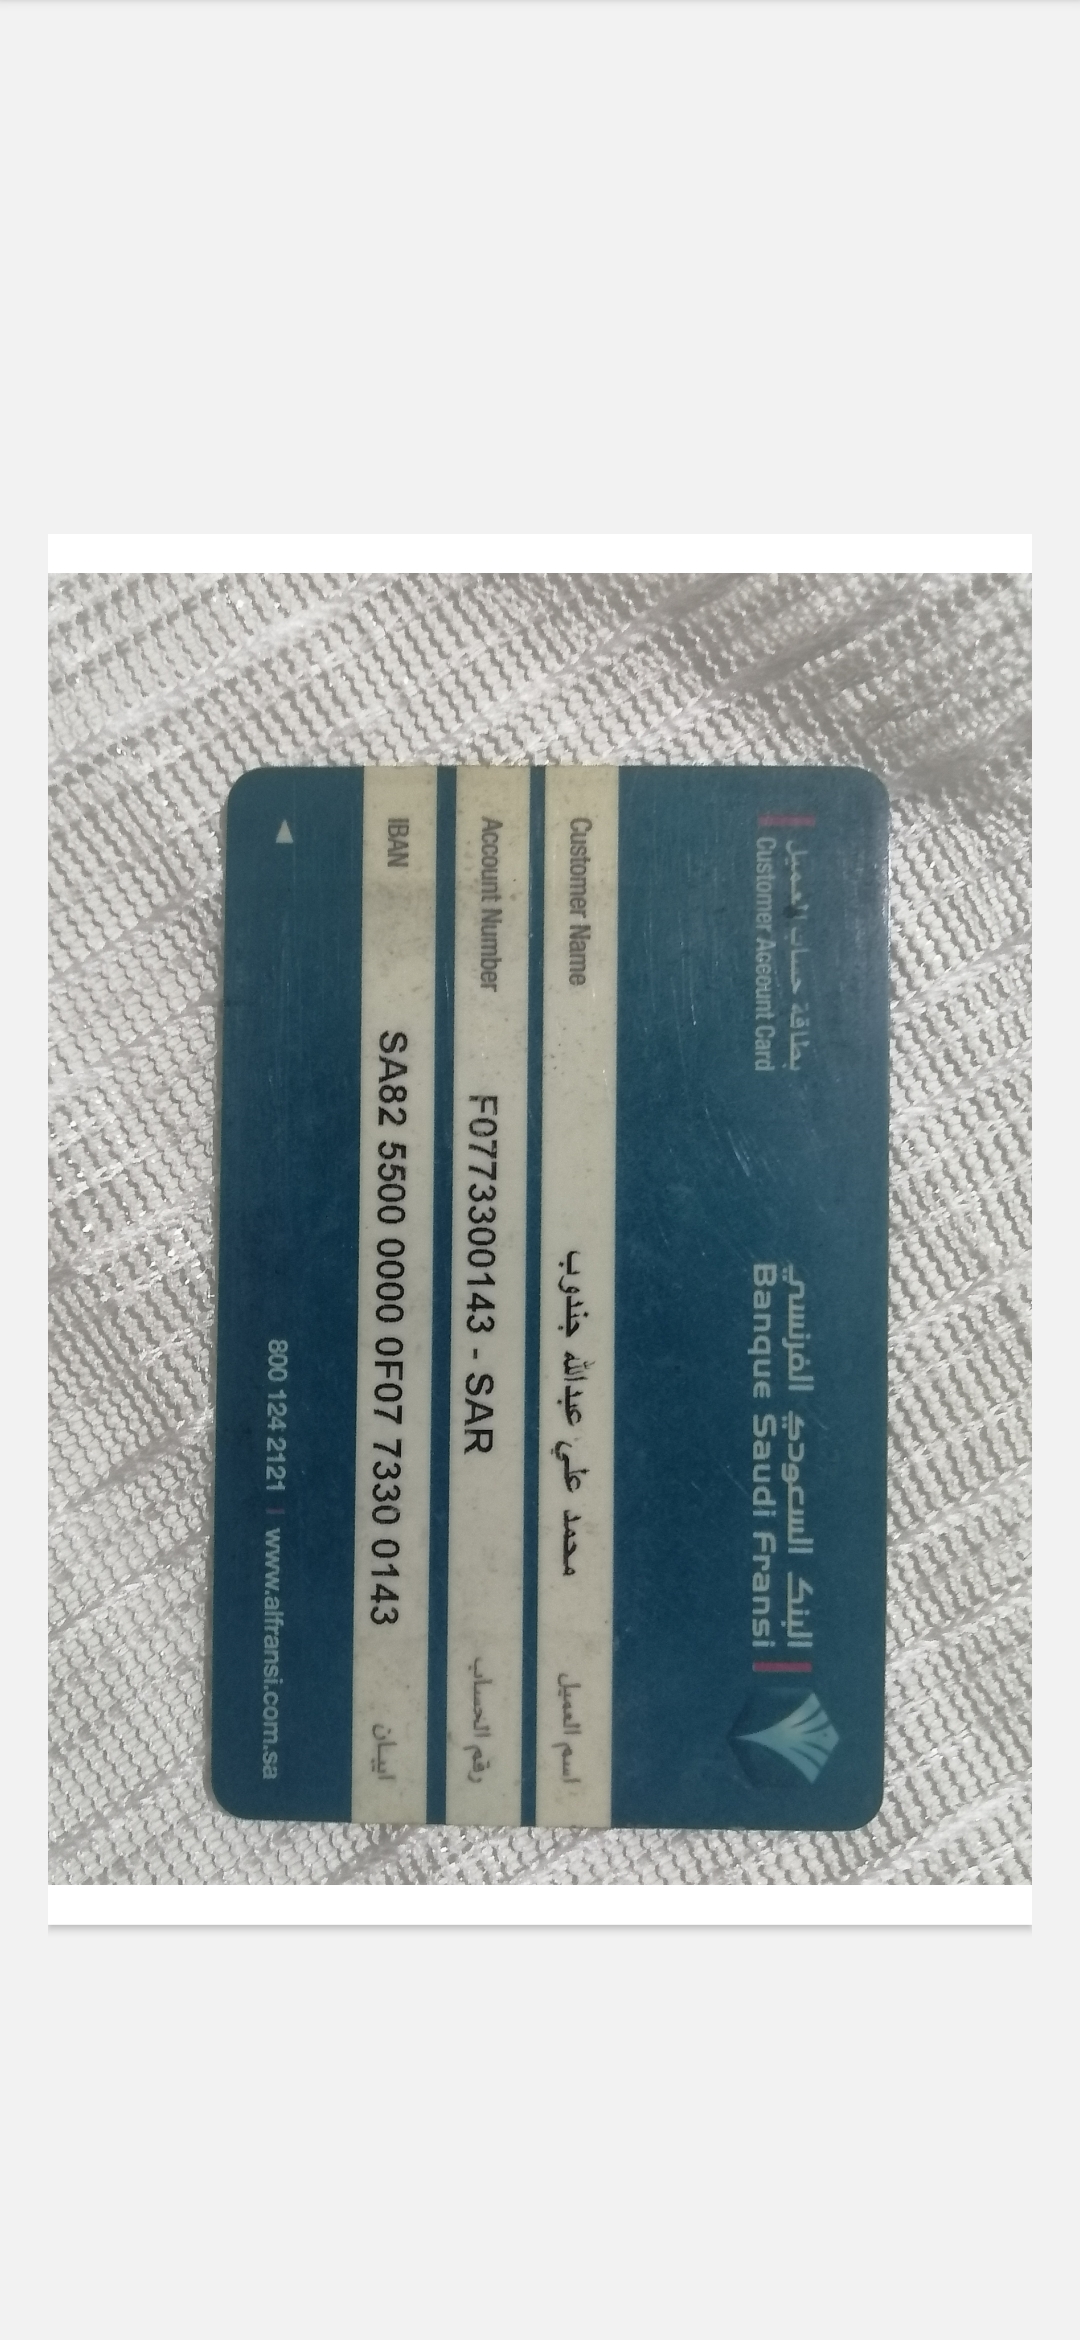 بطاقة حساب العميل
Customer Account Card
البنك السعودي الفرنسي
Banque Saudi Fransi
Customer Name محمد علي عبدالله جندوب اسم العميل
Account Number F0773300143 - SAR رقم الحساب
IBAN SA82 5500 0000 0F07 7330 0143 ايبان
800 124 2121 | www.alfransi.com.sa